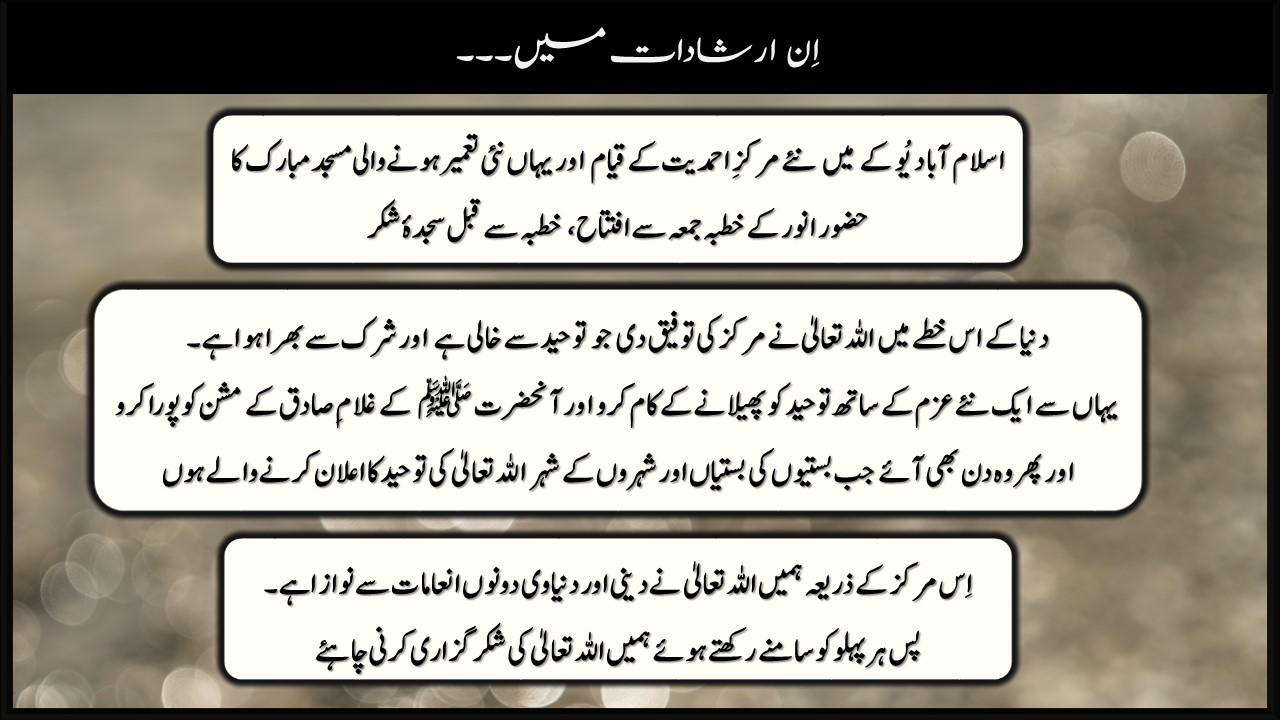 اِن ارشادات میں۔۔۔
اسلام آباد یُوکے میں نئے مرکزِ احمدیت کے قیام اور یہاں نئی تعمیر ہونے والی مسجد مبارک کا
حضور انور کے خطبہ جمعہ سے افتتاح، خطبہ سے قبل سجدۂ شکر
دنیا کے اس خطے میں اللہ تعالیٰ نے مرکز کی توفیق دی جو توحید سے خالی ہے اور شرک سے بھرا ہوا ہے۔
یہاں سے ایک نئے عزم کے ساتھ توحید کو پھیلانے کے کام کرو اور آنحضرت ﷺ کے غلامِ صادق کے مشن کو پورا کرو
اور پھر وہ دن بھی آئے جب بستیوں کی بستیاں اور شہروں کے شہر اللہ تعالیٰ کی توحید کا اعلان کرنے والے ہوں
اِس مرکز کے ذریعہ ہمیں اللہ تعالیٰ نے دینی اور دنیاوی دونوں انعامات سے نوازا ہے۔
پس ہر پہلو کو سامنے رکھتے ہوئے ہمیں اللہ تعالیٰ کی شکر گزاری کرنی چاہئے